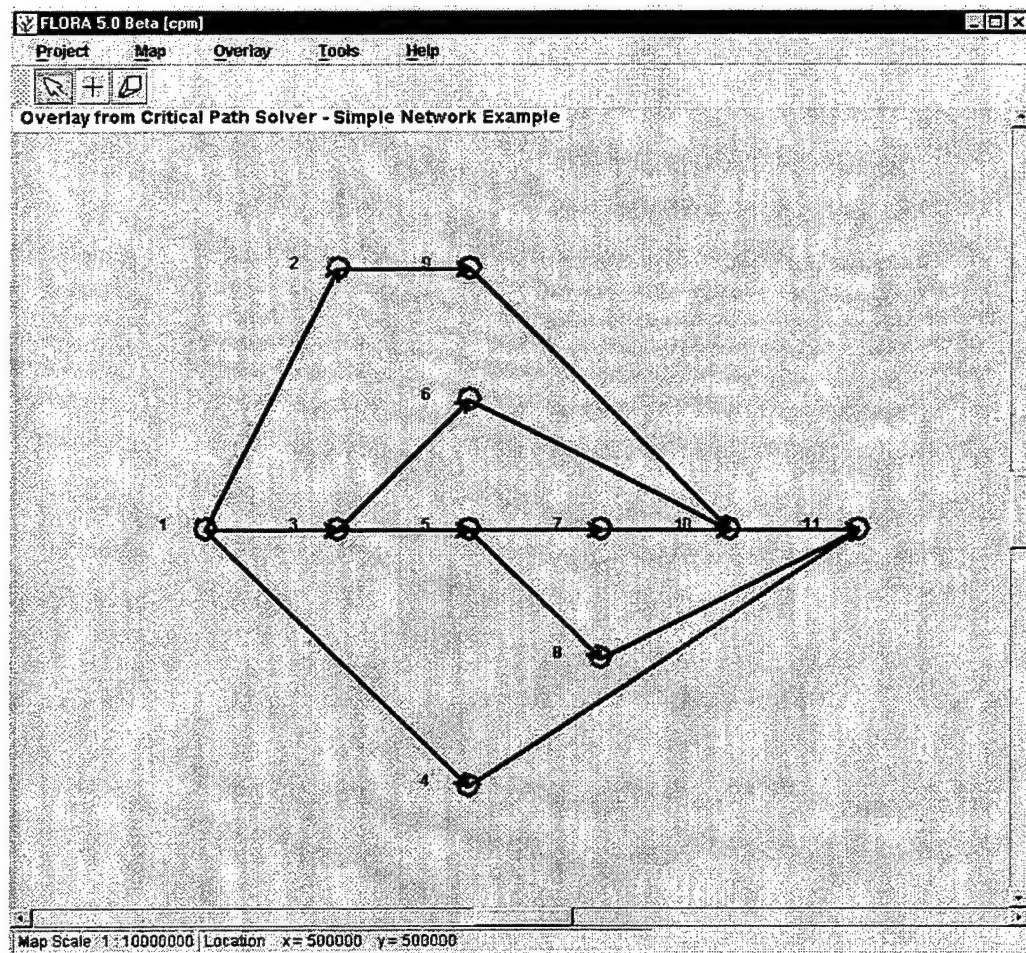 FLORA 5.0 Beta [cpm]
Project Map Overlay Tools Help
Overlay from Critical Path Solver - Simple Network Example
2 9
6
1 3 5 7 10 11
8
4
Map Scale 1 : 10000000 Location x= 500000 y= 500000